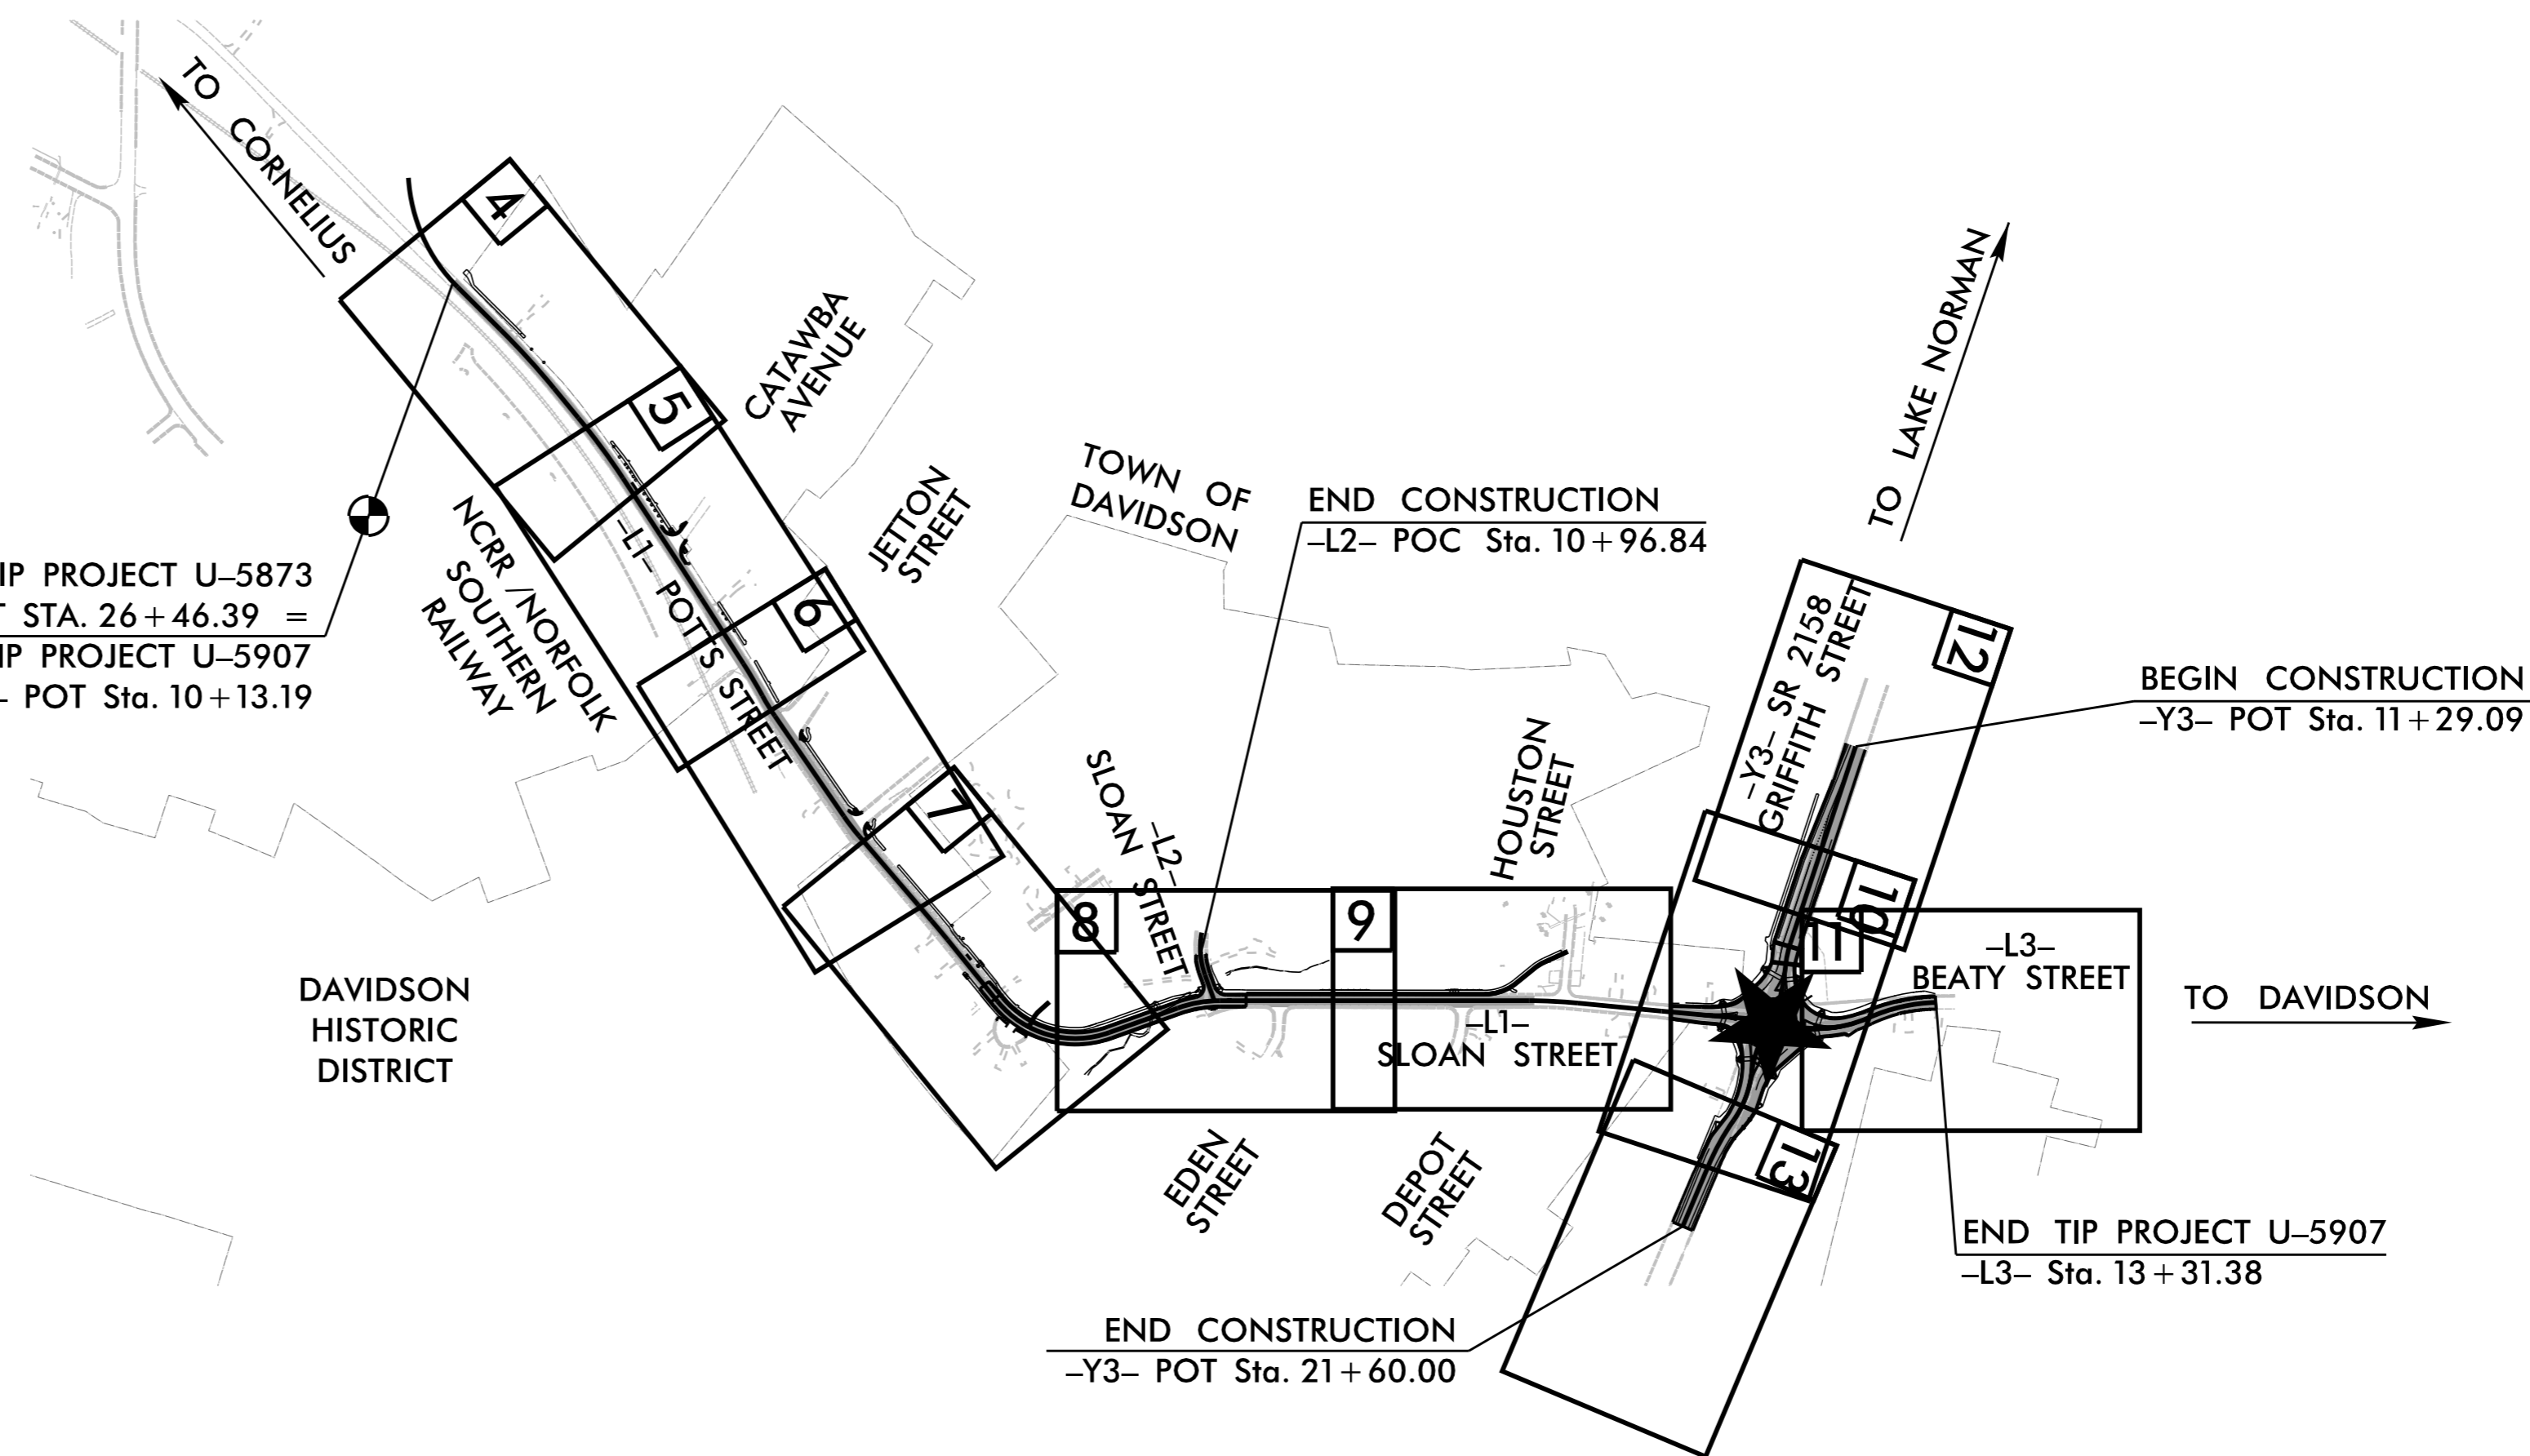 TO CORNELIUS
4
5
CATAWBA
AVENUE
JETTON
STREET
TOWN OF
DAVIDSON
END CONSTRUCTION
–L2– POC Sta. 10+96.84
TO LAKE NORMAN
IP PROJECT U–5873
T STA. 26+46.39 =
IP PROJECT U–5907
– POT Sta. 10+13.19
NCRR /NORFOLK
SOUTHERN
RAILWAY
–L1– POTTS STREET
6
7
–L2–
SLOAN STREET
HOUSTON
STREET
–Y3– SR 2158
GRIFFITH STREET
12
BEGIN CONSTRUCTION
–Y3– POT Sta. 11+29.09
8
9
10
11
–L3–
BEATY STREET
TO DAVIDSON
DAVIDSON
HISTORIC
DISTRICT
–L1–
SLOAN STREET
EDEN
STREET
DEPOT
STREET
13
END TIP PROJECT U–5907
–L3– Sta. 13+31.38
END CONSTRUCTION
–Y3– POT Sta. 21+60.00